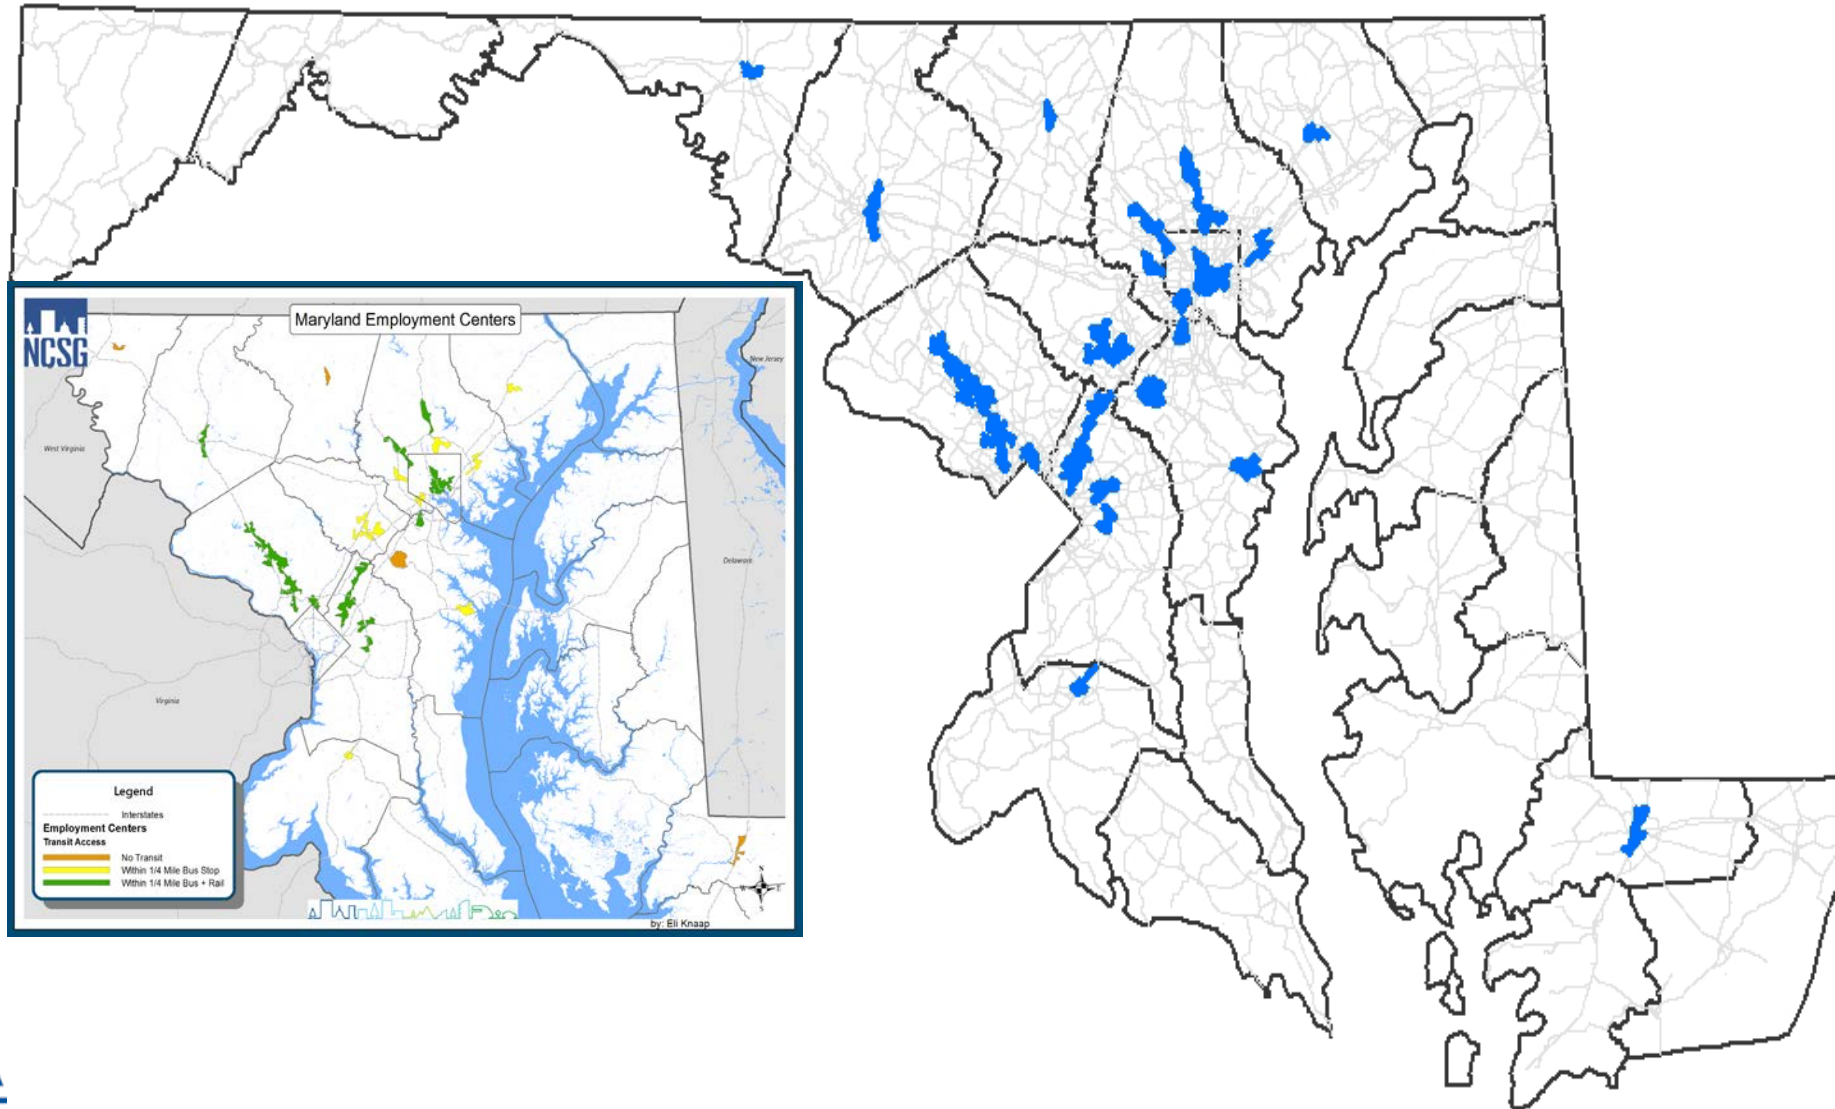 NCSG
Maryland Employment Centers
New Jersey
West Virginia
Delaware
Virginia
Legend
Interstates
Employment Centers
Transit Access
No Transit
Within 1/4 Mile Bus Stop
Within 1/4 Mile Bus + Rail
N
W E
S
by: Eli Knaap